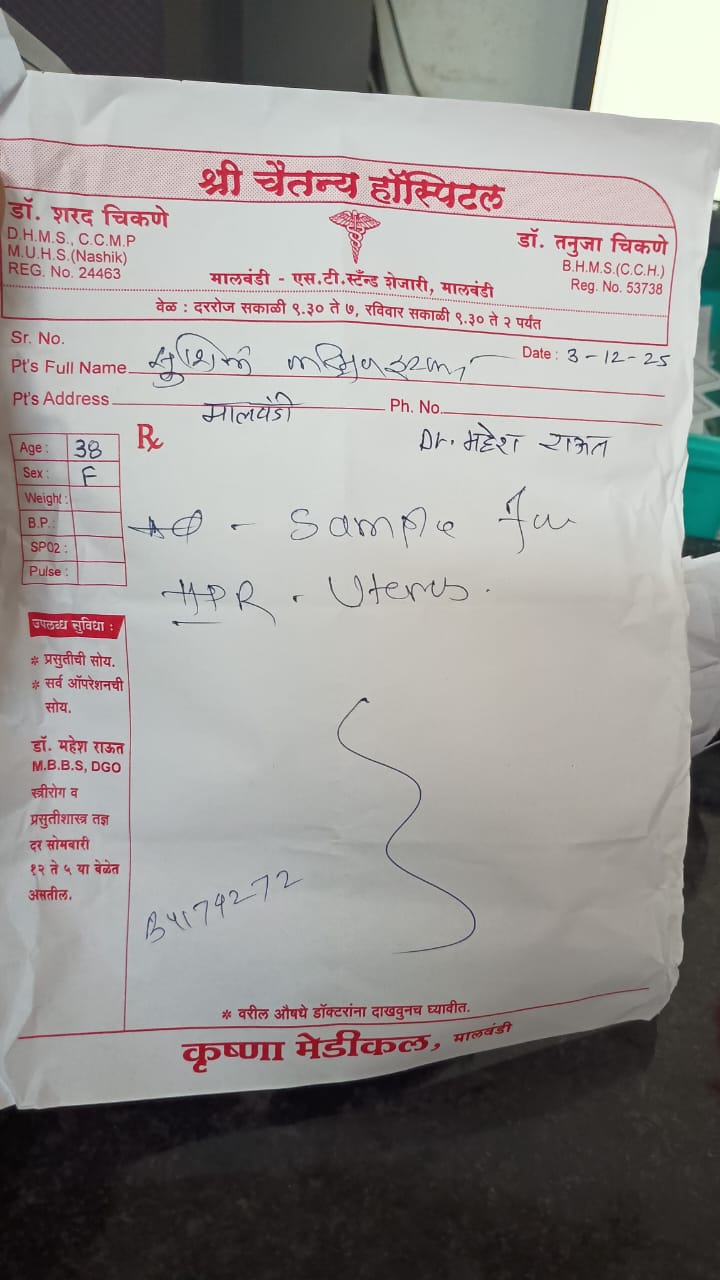 श्री चैतन्य हॉस्पिटल
डॉ. शरद चिकणे
D.H.M.S., C.C.M.P
M.U.H.S.(Nashik)
REG. No. 24463
डॉ. तनुजा चिकणे
B.H.M.S.(C.C.H.)
Reg. No. 53738
मालवंडी - एस.टी.स्टॅन्ड शेजारी, मालवंडी
वेळ : दररोज सकाळी ९.३० ते ७, रविवार सकाळी ९.३० ते २ पर्यंत
Sr. No.
Date : 3-12-25
Pt's Full Name
Pt's Address मालवंडी Ph. No.
Age : 38
Sex : F
Weight :
B.P. :
SPO2 :
Pulse :
Rx
Dr. महेश राऊत
- Sample for
HPR. Uterus.
उपलब्ध सुविधा :
* प्रसुतीची सोय.
* सर्व ऑपरेशनची
सोय.
डॉ. महेश राऊत
M.B.B.S, DGO
स्त्रीरोग व
प्रसुतीशास्त्र तज्ञ
दर सोमवारी
१२ ते ५ या वेळेत
असतील.
* वरील औषधे डॉक्टरांना दाखवुनच घ्यावीत.
कृष्णा मेडीकल, मालवंडी